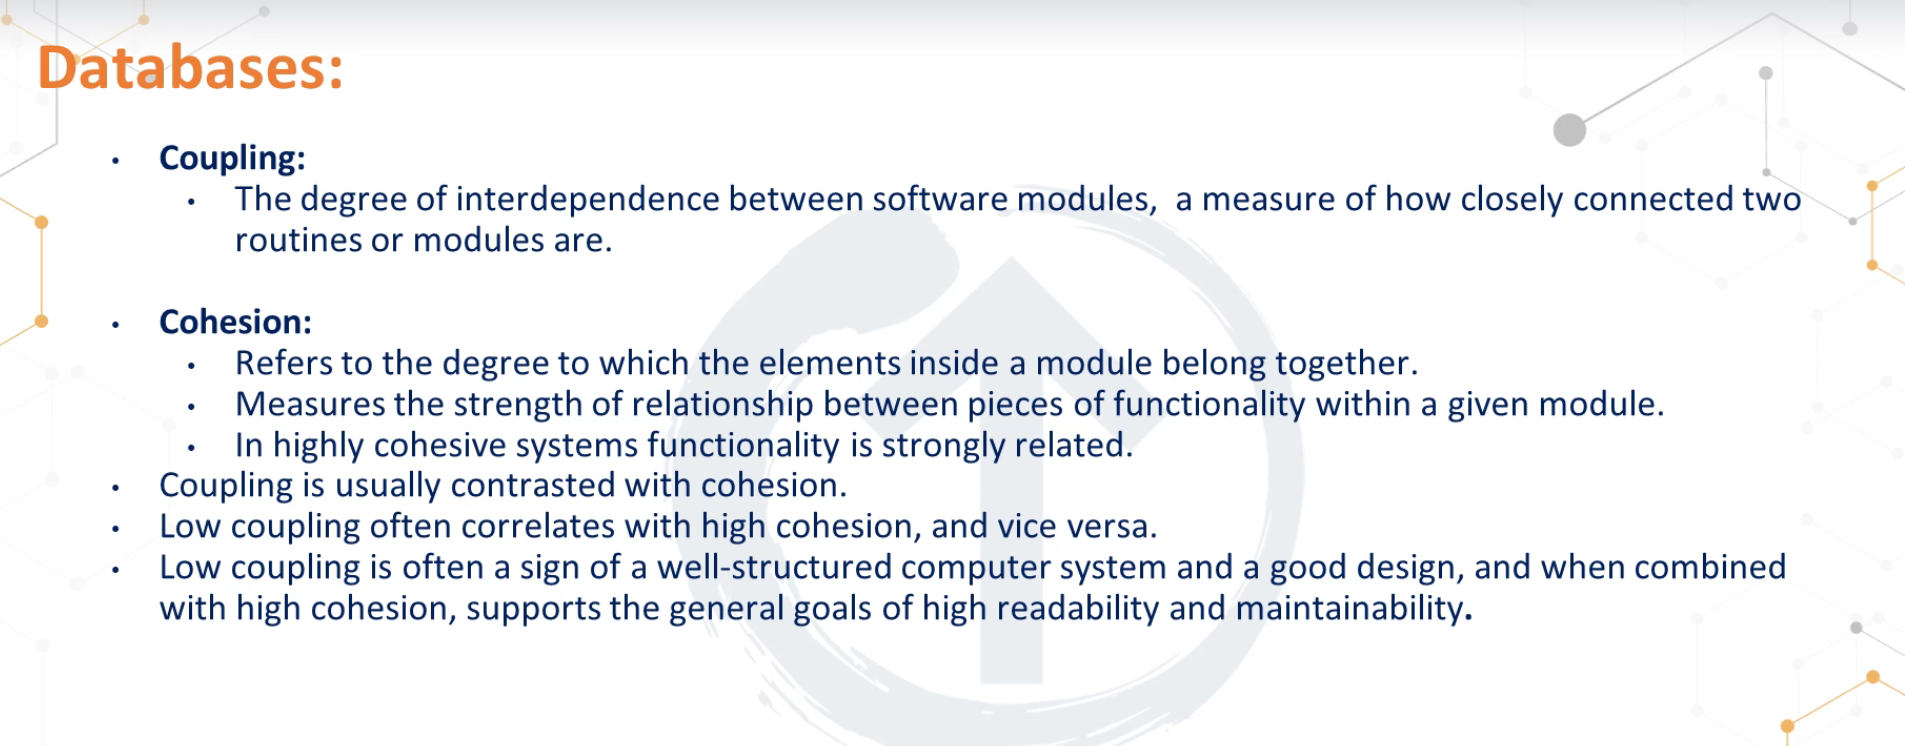 Databases:
• Coupling:
• The degree of interdependence between software modules,  a measure of how closely connected two
routines or modules are.
• Cohesion:
• Refers to the degree to which the elements inside a module belong together.
• Measures the strength of relationship between pieces of functionality within a given module.
• In highly cohesive systems functionality is strongly related.
• Coupling is usually contrasted with cohesion.
• Low coupling often correlates with high cohesion, and vice versa.
• Low coupling is often a sign of a well-structured computer system and a good design, and when combined
with high cohesion, supports the general goals of high readability and maintainability.